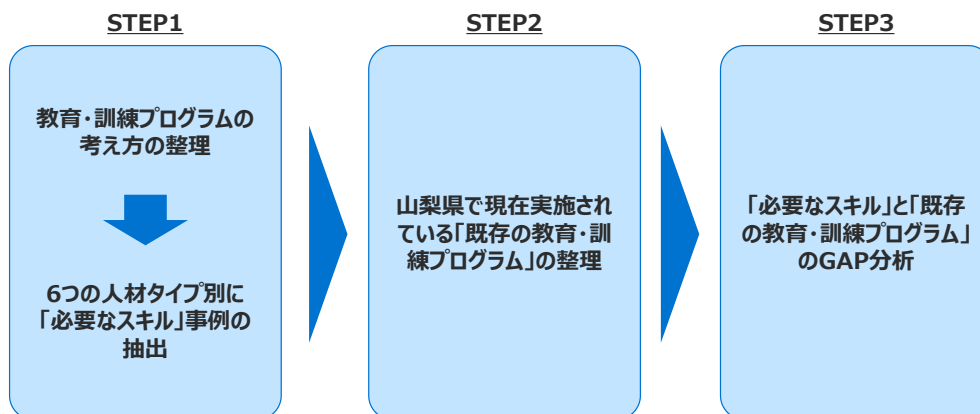 STEP1
教育・訓練プログラムの
考え方の整理
6つの人材タイプ別に
「必要なスキル」事例の
抽出
STEP2
山梨県で現在実施され
ている「既存の教育・訓
練プログラム」の整理
STEP3
「必要なスキル」と「既存
の教育・訓練プログラム」
のGAP分析